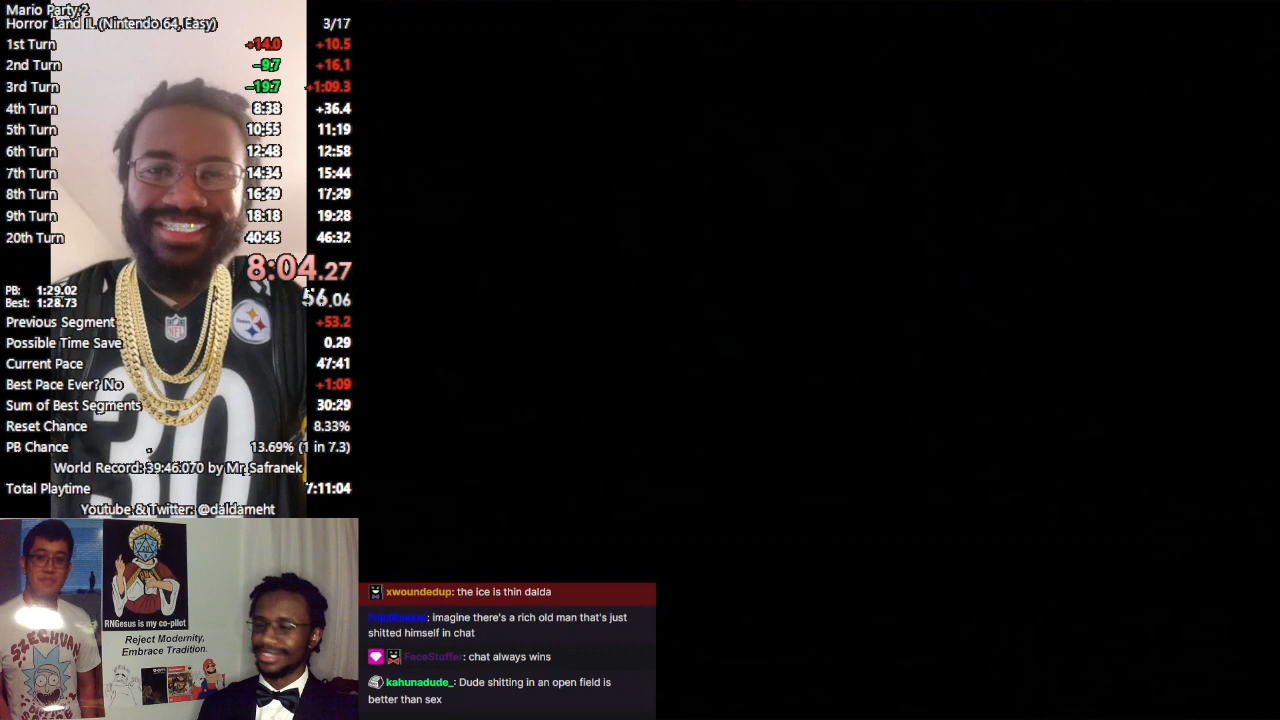 Mario Party 2
Horror Land IL (Nintendo 64, Easy) 3/17
1st Turn +14.0 +10.5
2nd Turn -9.7 +16.1
3rd Turn -19.7 +1:09.3
4th Turn 8:38 +36.4
5th Turn 10:55 11:19
6th Turn 12:48 12:58
7th Turn 14:34 15:44
8th Turn 16:29 17:29
9th Turn 18:18 19:28
20th Turn 40:45 46:32
8:04.27
PB: 1:29.02
Best: 1:28.73
56.06
Previous Segment +53.2
Possible Time Save 0.29
Current Pace 47:41
Best Pace Ever? No +1:09
Sum of Best Segments 30:29
Reset Chance 8.33%
PB Chance 13.69% (1 in 7.3)
World Record: 39:46.070 by Mr. Safranek
Total Playtime 7:11:04
Youtube & Twitter: @daldameht
NFL
Steelers
30
RNGesus is my co-pilot
Reject Modernity,
Embrace Tradition.
SZECHUAN
xwoundedup: the ice is thin dalda
imagine there's a rich old man that's just
shitted himself in chat
FaceStuffer: chat always wins
kahunadude_: Dude shitting in an open field is
better than sex